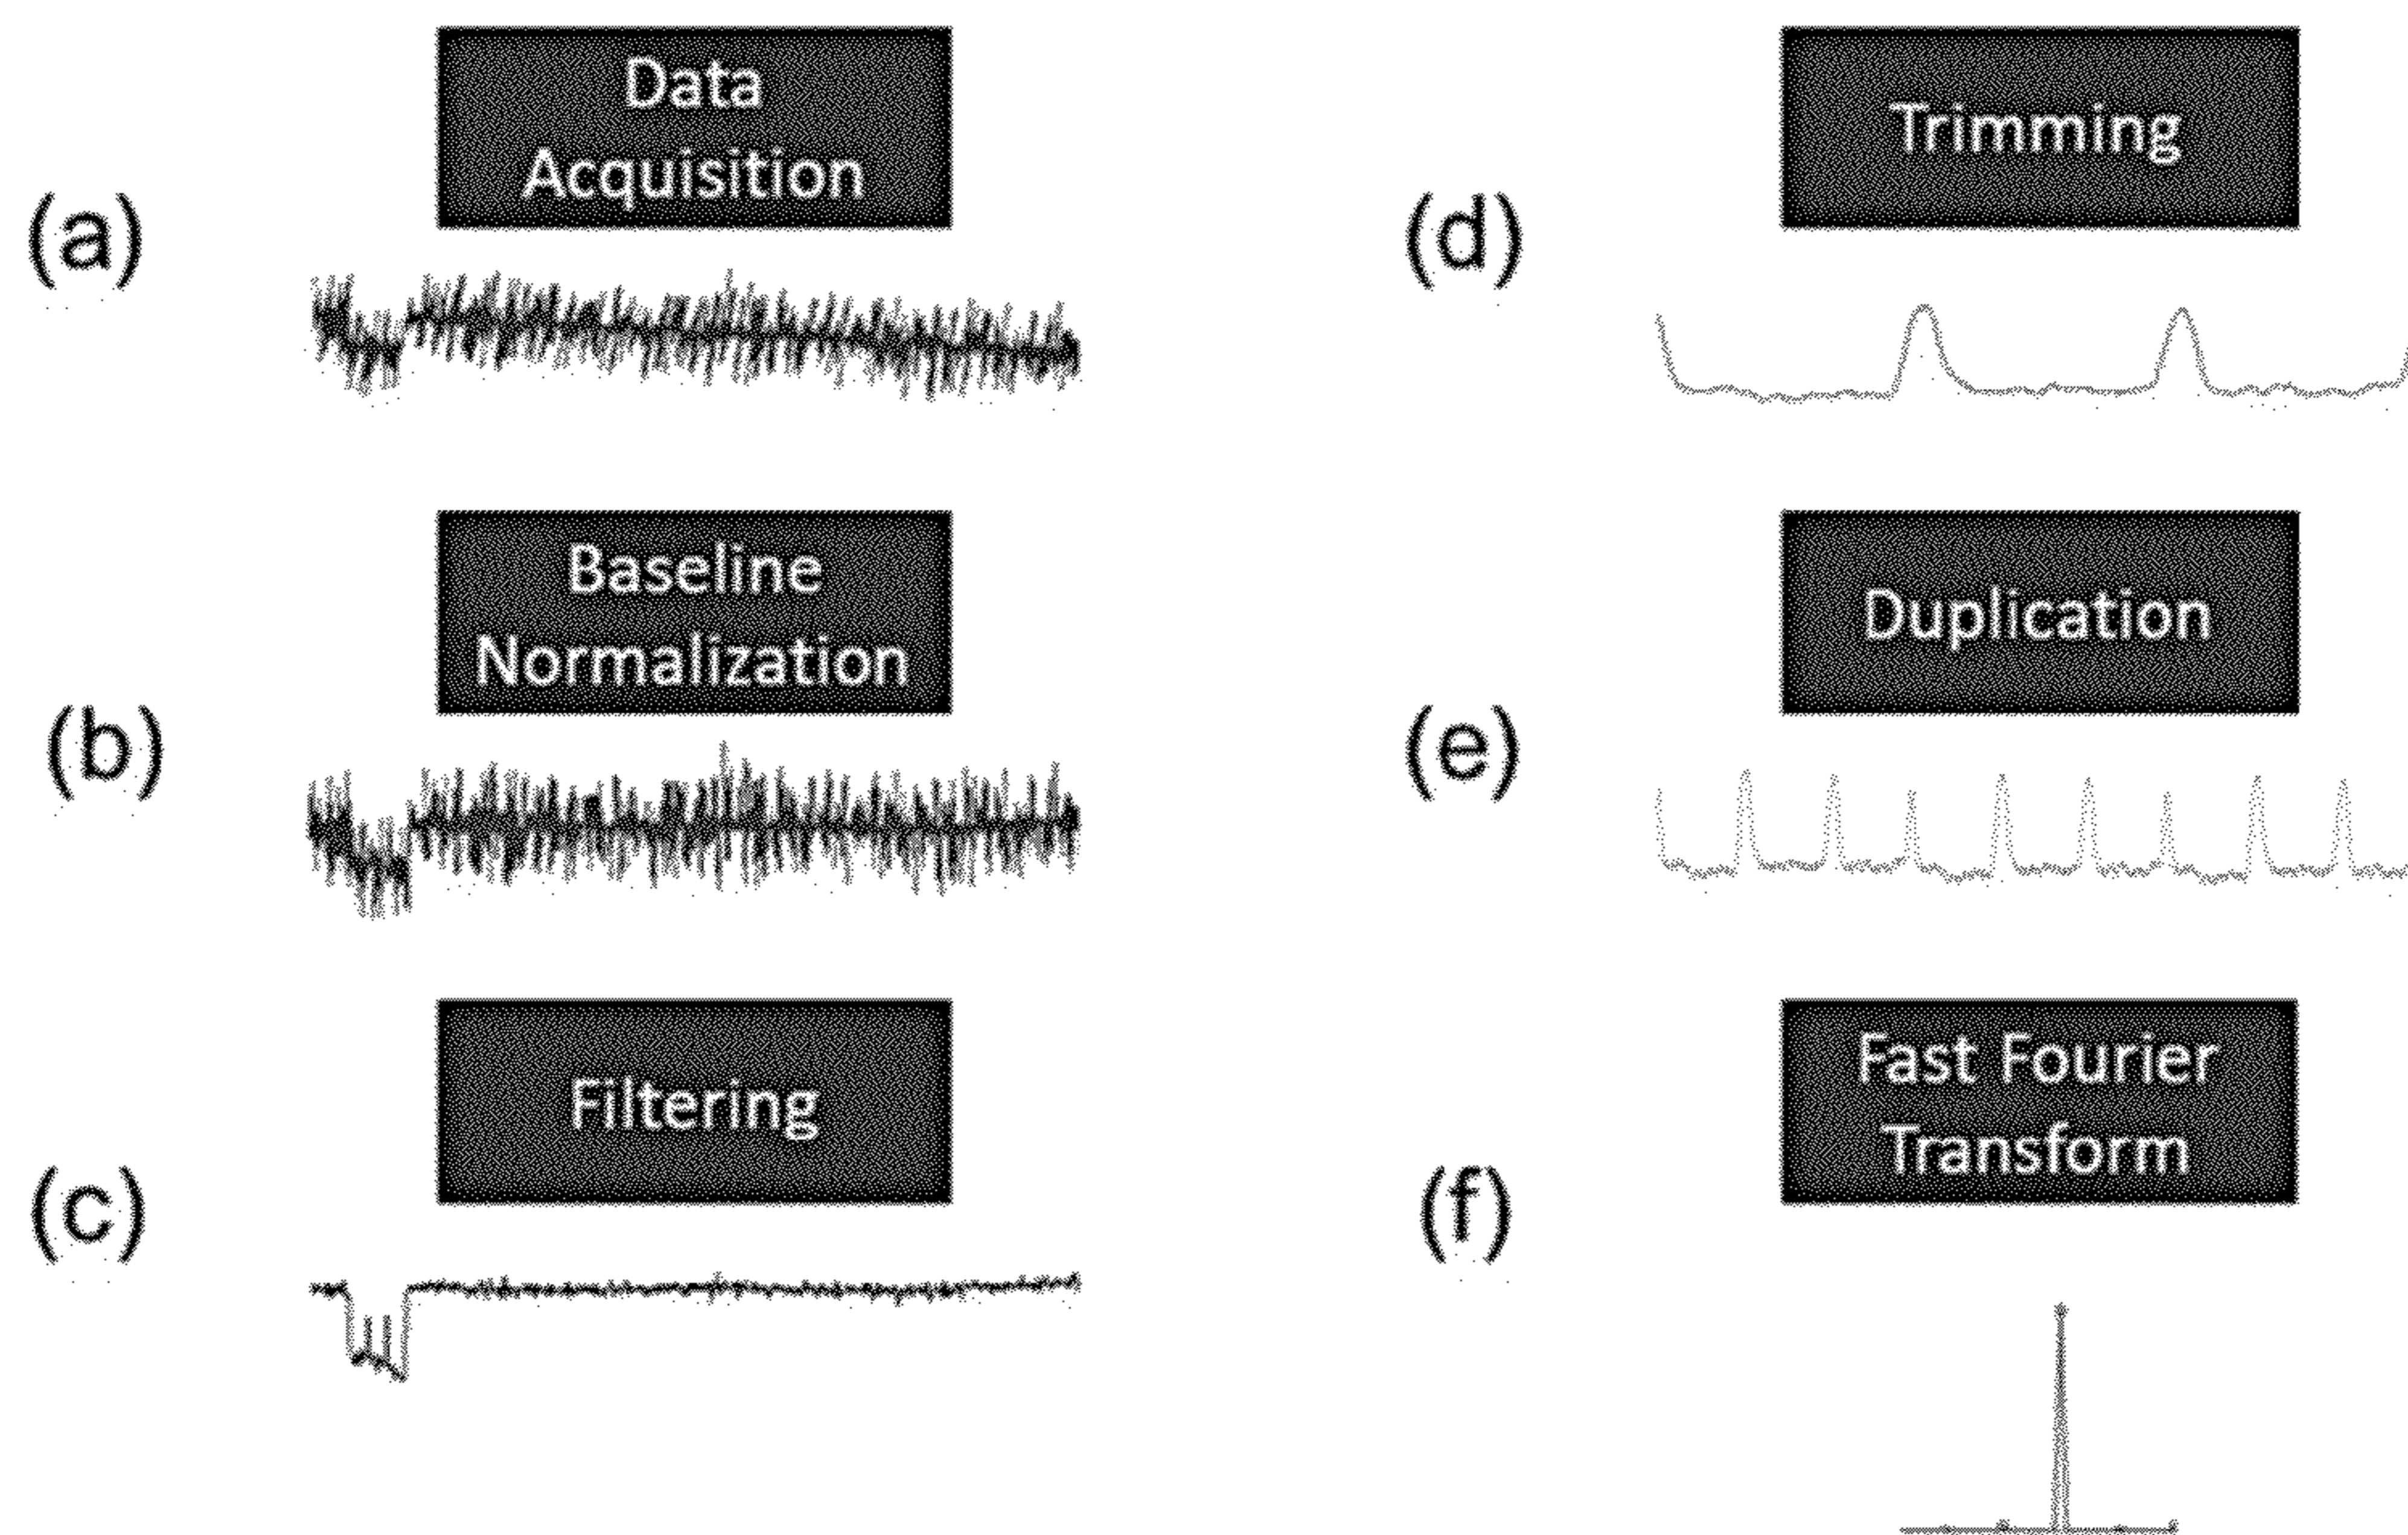 (a)
Data
Acquisition
(b)
Baseline
Normalization
(c)
Filtering
(d)
Trimming
(e)
Duplication
(f)
Fast Fourier
Transform